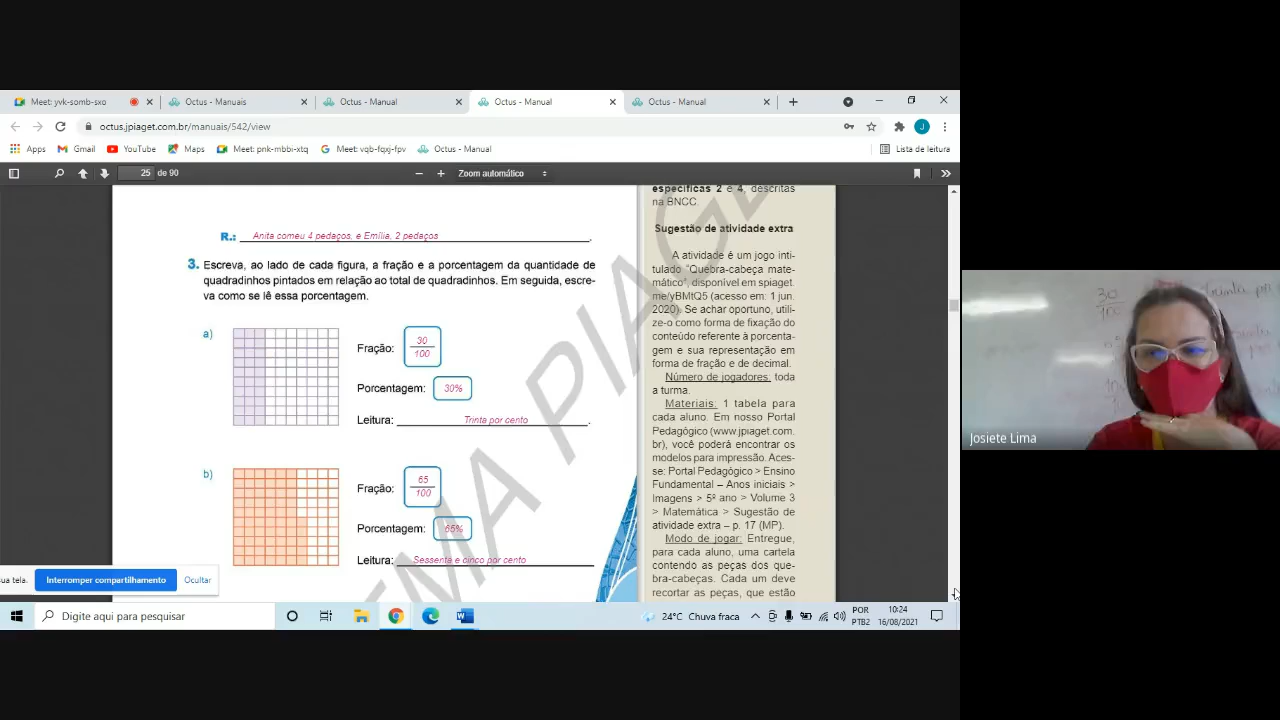 Meet: yvk-somb-sxo
Octus - Manuais
Octus - Manual
Octus - Manual
Octus - Manual
octus.jpiaget.com.br/manuais/542/view
Apps
Gmail
YouTube
Maps
Meet: pnk-mbbi-xtq
Meet: vqb-fqxj-fpv
Octus - Manual
Lista de leitura
25 de 90
Zoom automático
R.: Anita comeu 4 pedaços, e Emília, 2 pedaços.
3. Escreva, ao lado de cada figura, a fração e a porcentagem da quantidade de
quadradinhos pintados em relação ao total de quadradinhos. Em seguida, escre-
va como se lê essa porcentagem.
a)
Fração: 30
100
Porcentagem: 30%
Leitura: Trinta por cento.
b)
Fração: 65
100
Porcentagem: 65%
Leitura: Sessenta e cinco por cento
EMA PIAGE
específicas 2 e 4, descritas
na BNCC.
Sugestão de atividade extra
A atividade é um jogo inti-
tulado "Quebra-cabeça mate-
mático", disponível em spiaget.
me/yBMtQ5 (acesso em: 1 jun.
2020). Se achar oportuno, utili-
ze-o como forma de fixação do
conteúdo referente à porcenta-
gem e sua representação em
forma de fração e de decimal.
Número de jogadores: toda
a turma.
Materiais: 1 tabela para
cada aluno. Em nosso Portal
Pedagógico (www.jpiaget.com.
br), você poderá encontrar os
modelos para impressão. Aces-
se: Portal Pedagógico > Ensino
Fundamental – Anos iniciais >
Imagens > 5º ano > Volume 3
> Matemática > Sugestão de
atividade extra – p. 17 (MP).
Modo de jogar: Entregue,
para cada aluno, uma cartela
contendo as peças dos que-
bra-cabeças. Cada um deve
recortar as peças, que estão
sua tela.
Interromper compartilhamento
Ocultar
Digite aqui para pesquisar
24°C Chuva fraca
POR
PTB2
10:24
16/08/2021
30
100
Josiete Lima